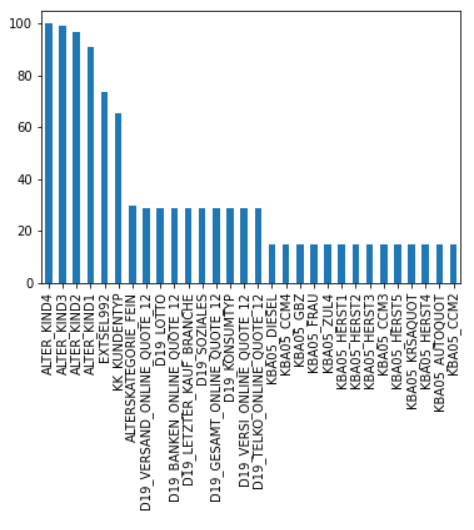 100
80
60
40
20
0
ALTER_KIND4
ALTER_KIND3
ALTER_KIND2
ALTER_KIND1
EXTSEL992
KK_KUNDENTYP
ALTERSKATEGORIE_FEIN
D19_VERSAND_ONLINE_QUOTE_12
D19_LOTTO
D19_BANKEN_ONLINE_QUOTE_12
D19_LETZTER_KAUF_BRANCHE
D19_SOZIALES
D19_GESAMT_ONLINE_QUOTE_12
D19_KONSUMTYP
D19_VERSI_ONLINE_QUOTE_12
D19_TELKO_ONLINE_QUOTE_12
KBA05_DIESEL
KBA05_CCM4
KBA05_GBZ
KBA05_FRAU
KBA05_ZUL4
KBA05_HERST1
KBA05_HERST2
KBA05_HERST3
KBA05_CCM3
KBA05_HERST5
KBA05_KRSAQUOT
KBA05_HERST4
KBA05_AUTOQUOT
KBA05_CCM2